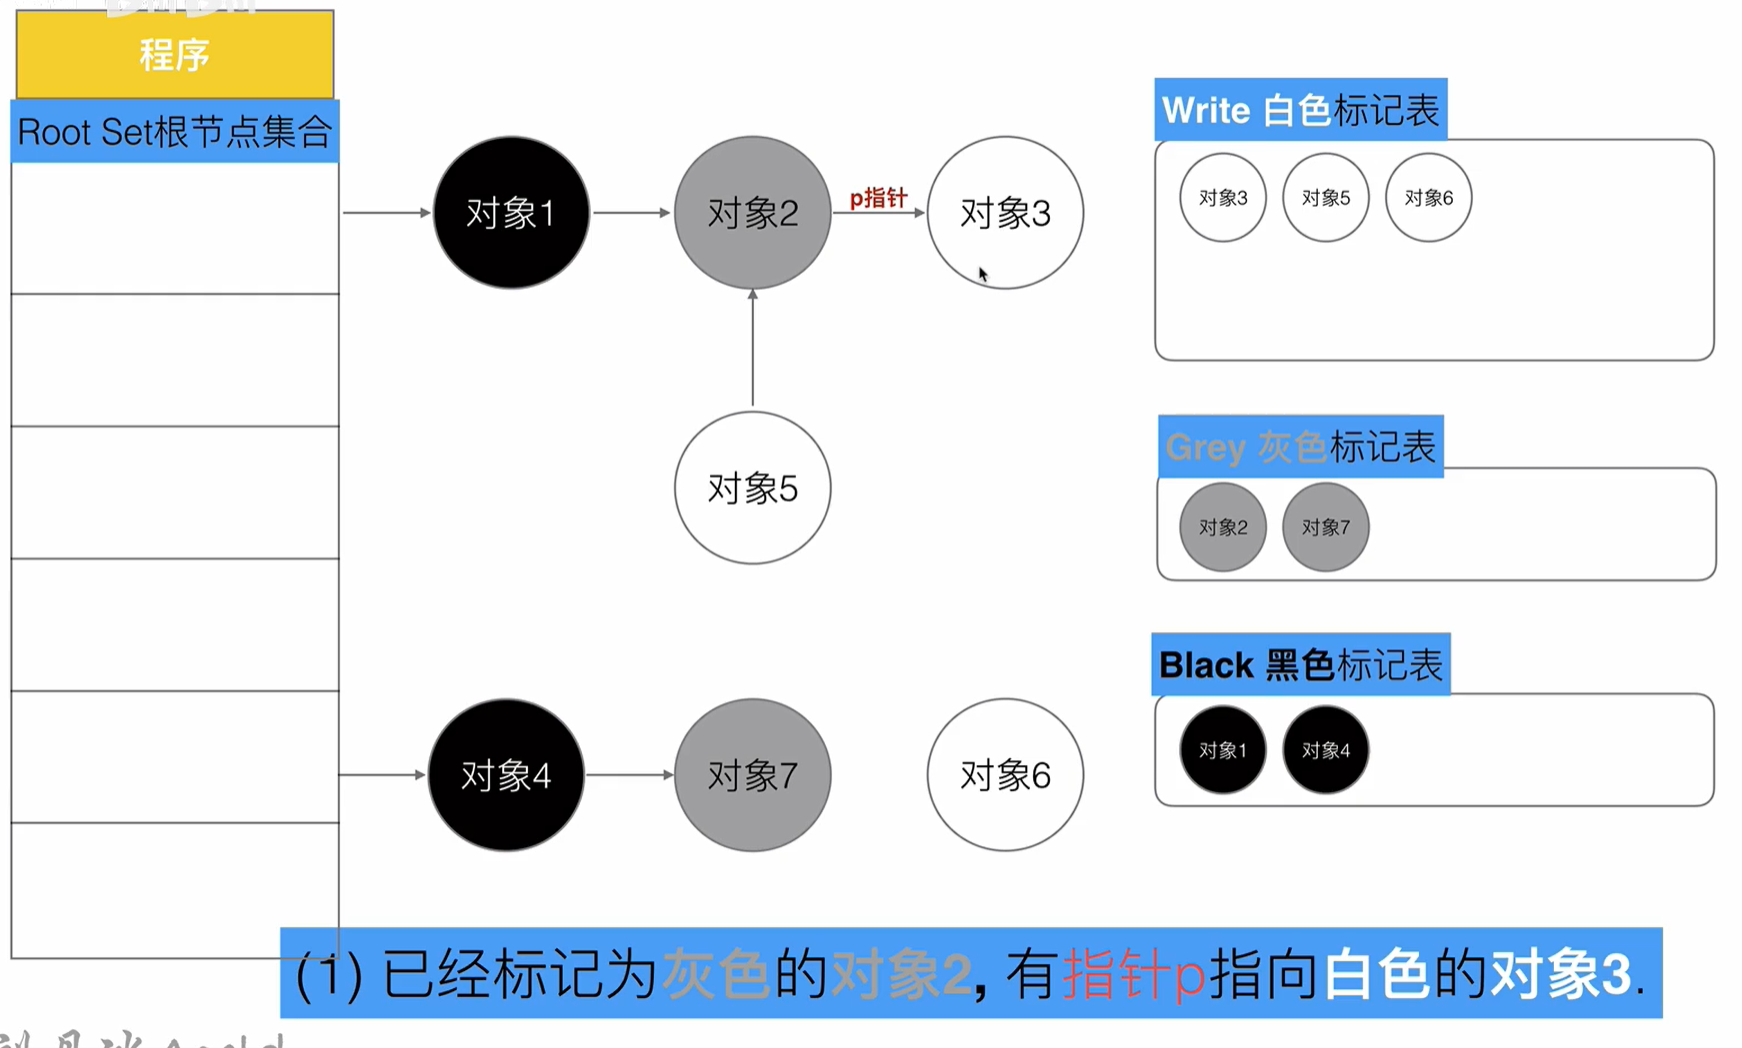 程序
Root Set根节点集合
对象1
对象2
p指针
对象3
对象5
对象4
对象7
对象6
Write 白色标记表
对象3
对象5
对象6
Grey 灰色标记表
对象2
对象7
Black 黑色标记表
对象1
对象4
(1) 已经标记为灰色的对象2, 有指针p指向白色的对象3.